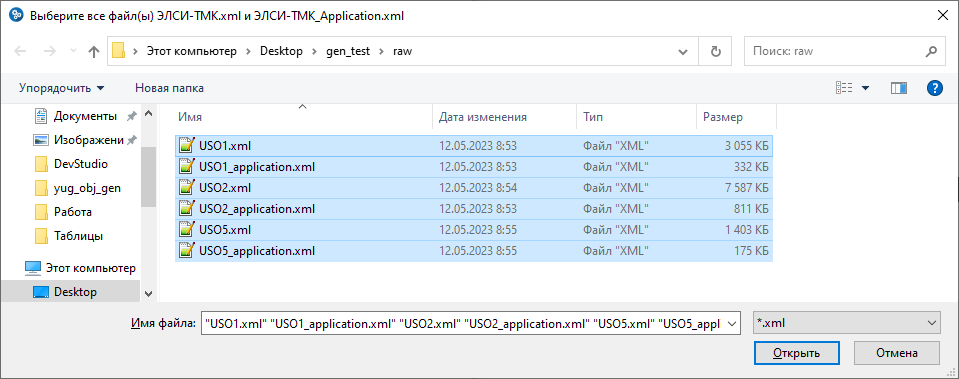 Выберите все файл(ы) ЭЛСИ-ТМК.xml и ЭЛСИ-ТМК_Application.xml
Этот компьютер Desktop gen_test raw
Поиск: raw
Упорядочить Новая папка
Документы
Изображени
DevStudio
yug_obj_gen
Работа
Таблицы
Этот компьютер
Desktop
Имя Дата изменения Тип Размер
USO1.xml 12.05.2023 8:53 Файл "XML" 3 055 КБ
USO1_application.xml 12.05.2023 8:53 Файл "XML" 332 КБ
USO2.xml 12.05.2023 8:54 Файл "XML" 7 587 КБ
USO2_application.xml 12.05.2023 8:53 Файл "XML" 811 КБ
USO5.xml 12.05.2023 8:55 Файл "XML" 1 403 КБ
USO5_application.xml 12.05.2023 8:55 Файл "XML" 175 КБ
Имя файла: "USO1.xml" "USO1_application.xml" "USO2.xml" "USO2_application.xml" "USO5.xml" "USO5_appl
*.xml
Открыть Отмена